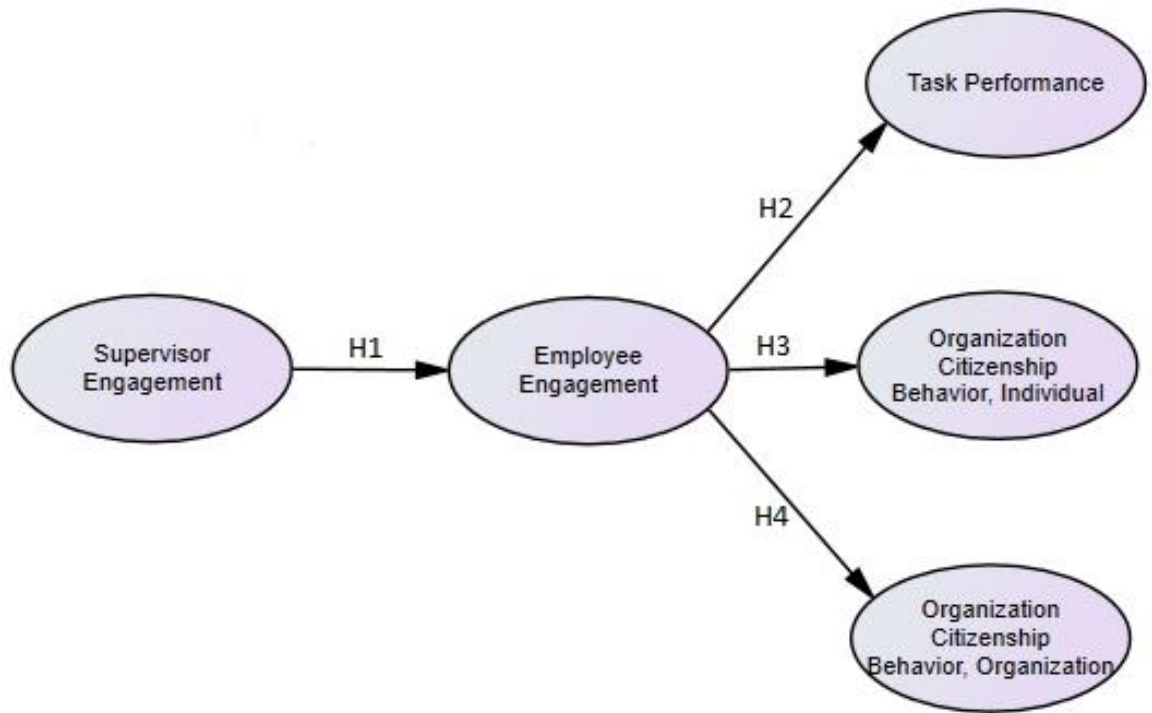 Task Performance
H2
Supervisor
Engagement
H1
Employee
Engagement
H3
Organization
Citizenship
Behavior, Individual
H4
Organization
Citizenship
Behavior, Organization